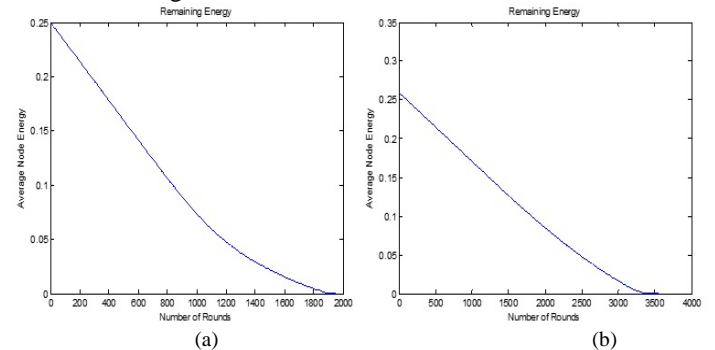 Remaining Energy
0.25
0.2
0.15
0.1
0.05
0
Average Node Energy
0 200 400 600 800 1000 1200 1400 1600 1800 2000
Number of Rounds
(a)
Remaining Energy
0.35
0.3
0.25
0.2
0.15
0.1
0.05
0
Average Node Energy
0 500 1000 1500 2000 2500 3000 3500 4000
Number of Rounds
(b)